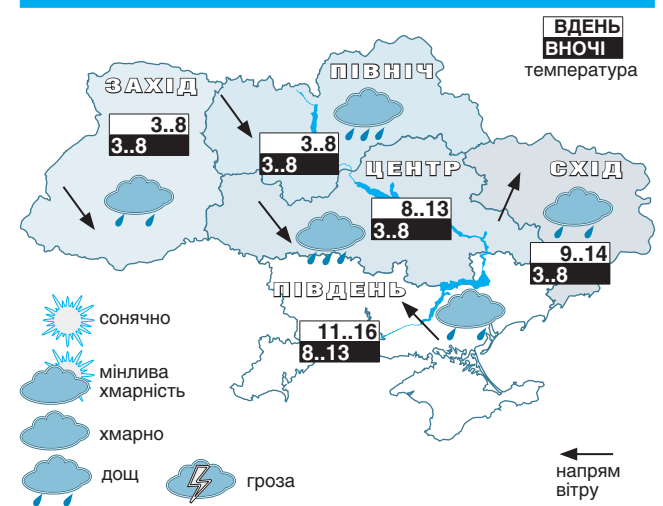 ВДЕНЬ
ВНОЧІ
температура
ПІВНІЧ
ЗАХІД
3..8
3..8
3..8
3..8
ЦЕНТР
СХІД
8..13
3..8
9..14
3..8
ПІВДЕНЬ
11..16
8..13
сонячно
мінлива
хмарність
хмарно
дощ
гроза
напрям
вітру